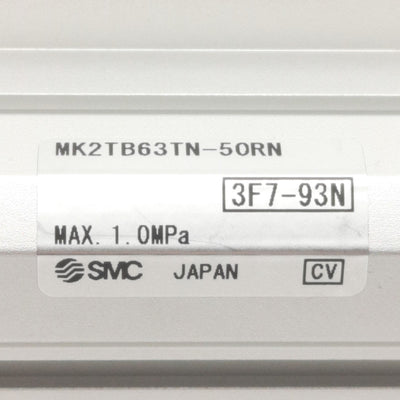 MK2TB63TN-50RN
3F7-93N
MAX. 1.0MPa
SMC JAPAN CV